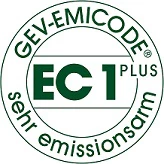 GEV-EMICODE®
EC 1 PLUS
sehr emissionsarm